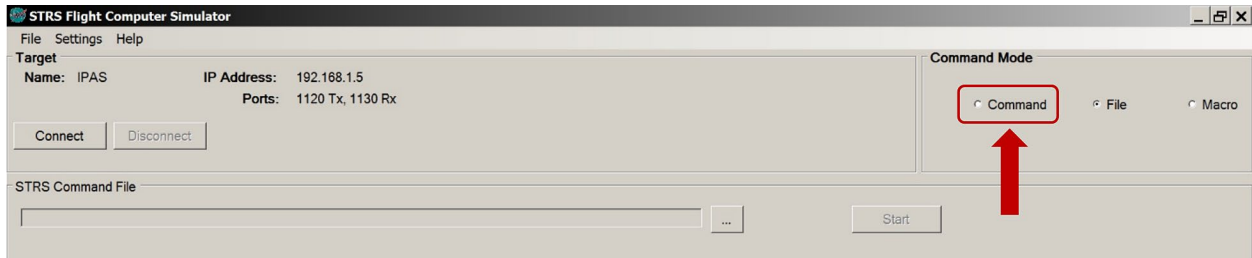 STRS Flight Computer Simulator
File Settings Help
Target
Name: IPAS IP Address: 192.168.1.5
Ports: 1120 Tx, 1130 Rx
Connect Disconnect
Command Mode
Command File Macro
STRS Command File
... Start